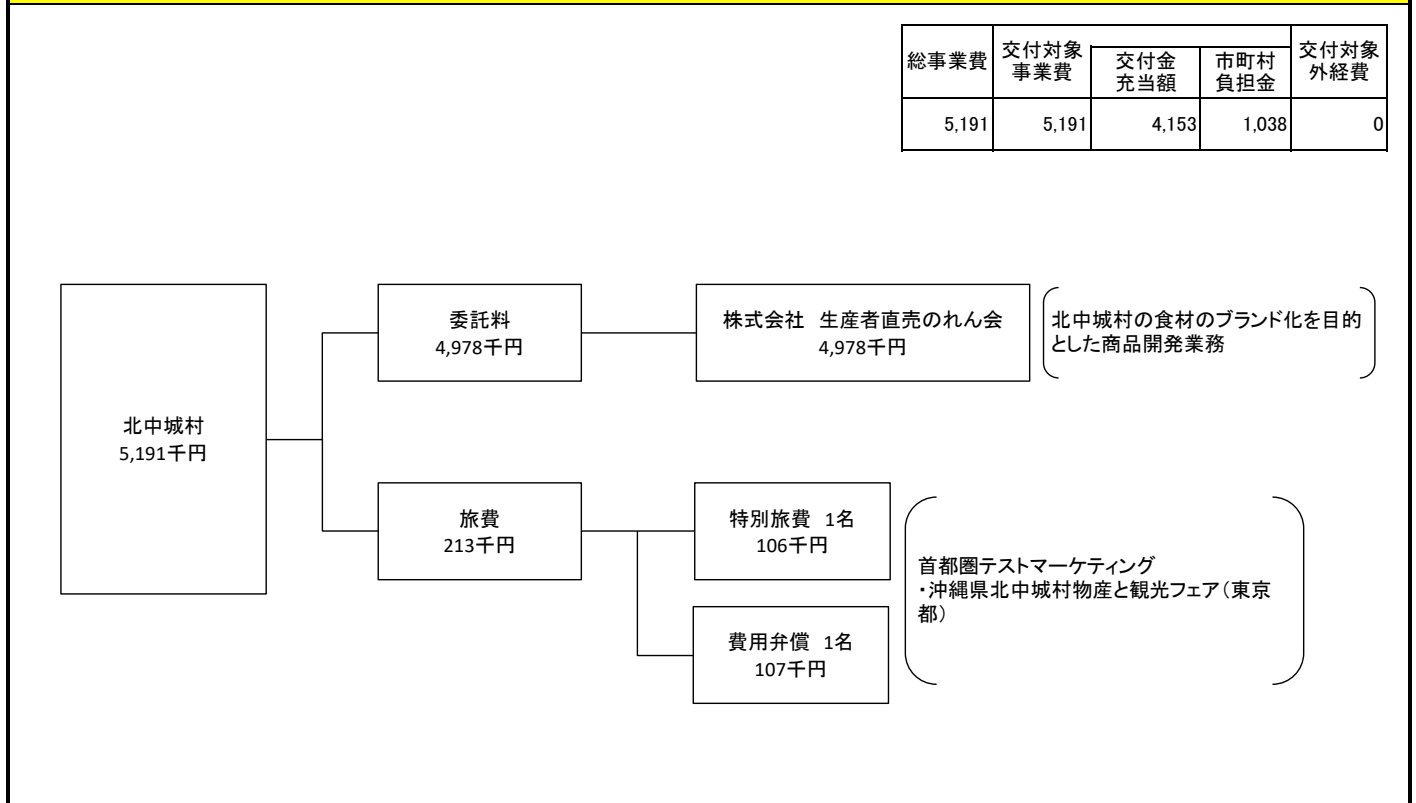 総事業費
交付対象
事業費
交付金
充当額
市町村
負担金
交付対象
外経費
5,191
5,191
4,153
1,038
0
北中城村
5,191千円
委託料
4,978千円
株式会社 生産者直売のれん会
4,978千円
北中城村の食材のブランド化を目的
とした商品開発業務
旅費
213千円
特別旅費 1名
106千円
費用弁償 1名
107千円
首都圏テストマーケティング
・沖縄県北中城村物産と観光フェア（東京
都）